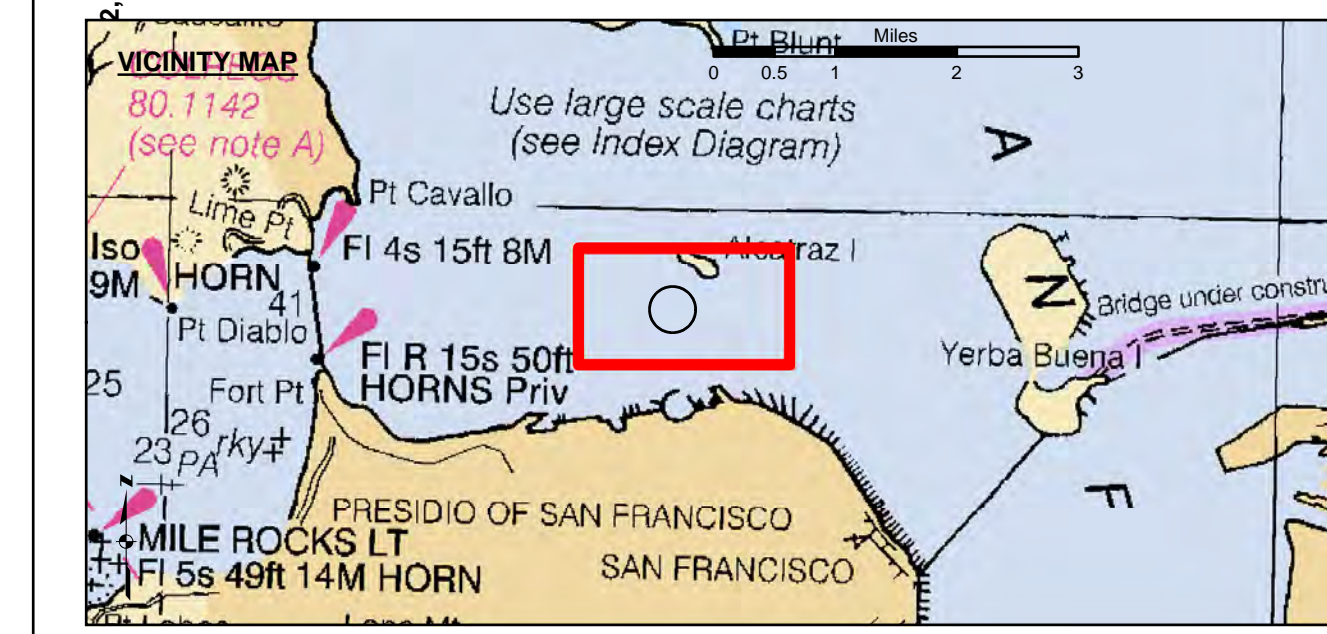 Pt Blunt
Miles
VICINITY MAP
0 0.5 1 2 3
COLREGS
80.1142
(see note A)
Use large scale charts
(see Index Diagram)
A
Pt Cavallo
Lime Pt
Iso
9M
HORN
41
Fl 4s 15ft 8M
Alcatraz I
N
Bridge under constru
Pt Diablo
Fl R 15s 50ft
HORNS Priv
Yerba Buena I
25
Fort Pt
26
23
PA
rky
N
F
PRESIDIO OF SAN FRANCISCO
MILE ROCKS LT
SAN FRANCISCO
Fl 5s 49ft 14M HORN